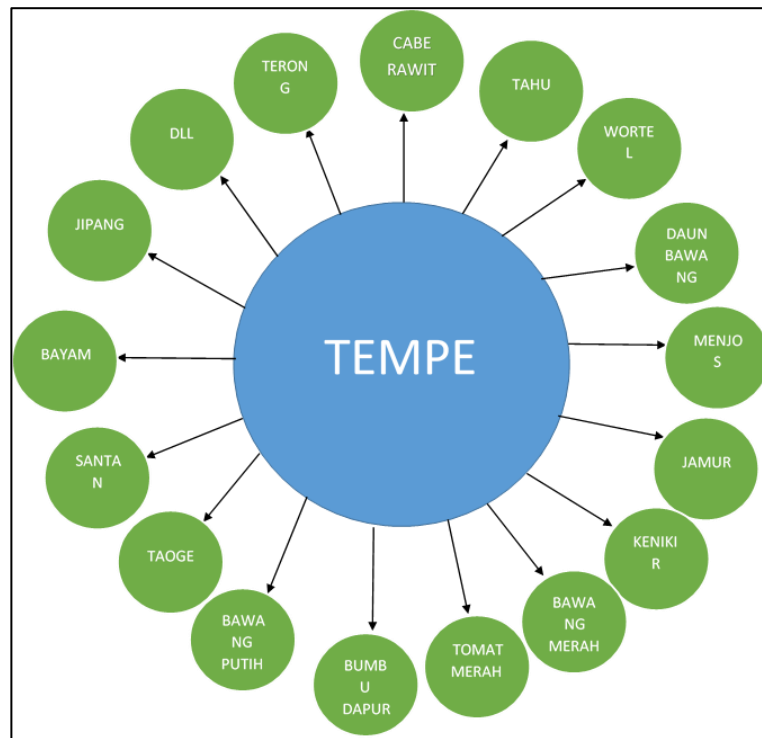 CABE
RAWIT
TAHU
WORTE
L
DAUN
BAWA
NG
MENJO
S
JAMUR
KENIKI
R
BAWA
NG
MERAH
TOMAT
MERAH
BUMB
U
DAPUR
BAWA
NG
PUTIH
TAOGE
SANTA
N
BAYAM
JIPANG
DLL
TERON
G
TEMPE